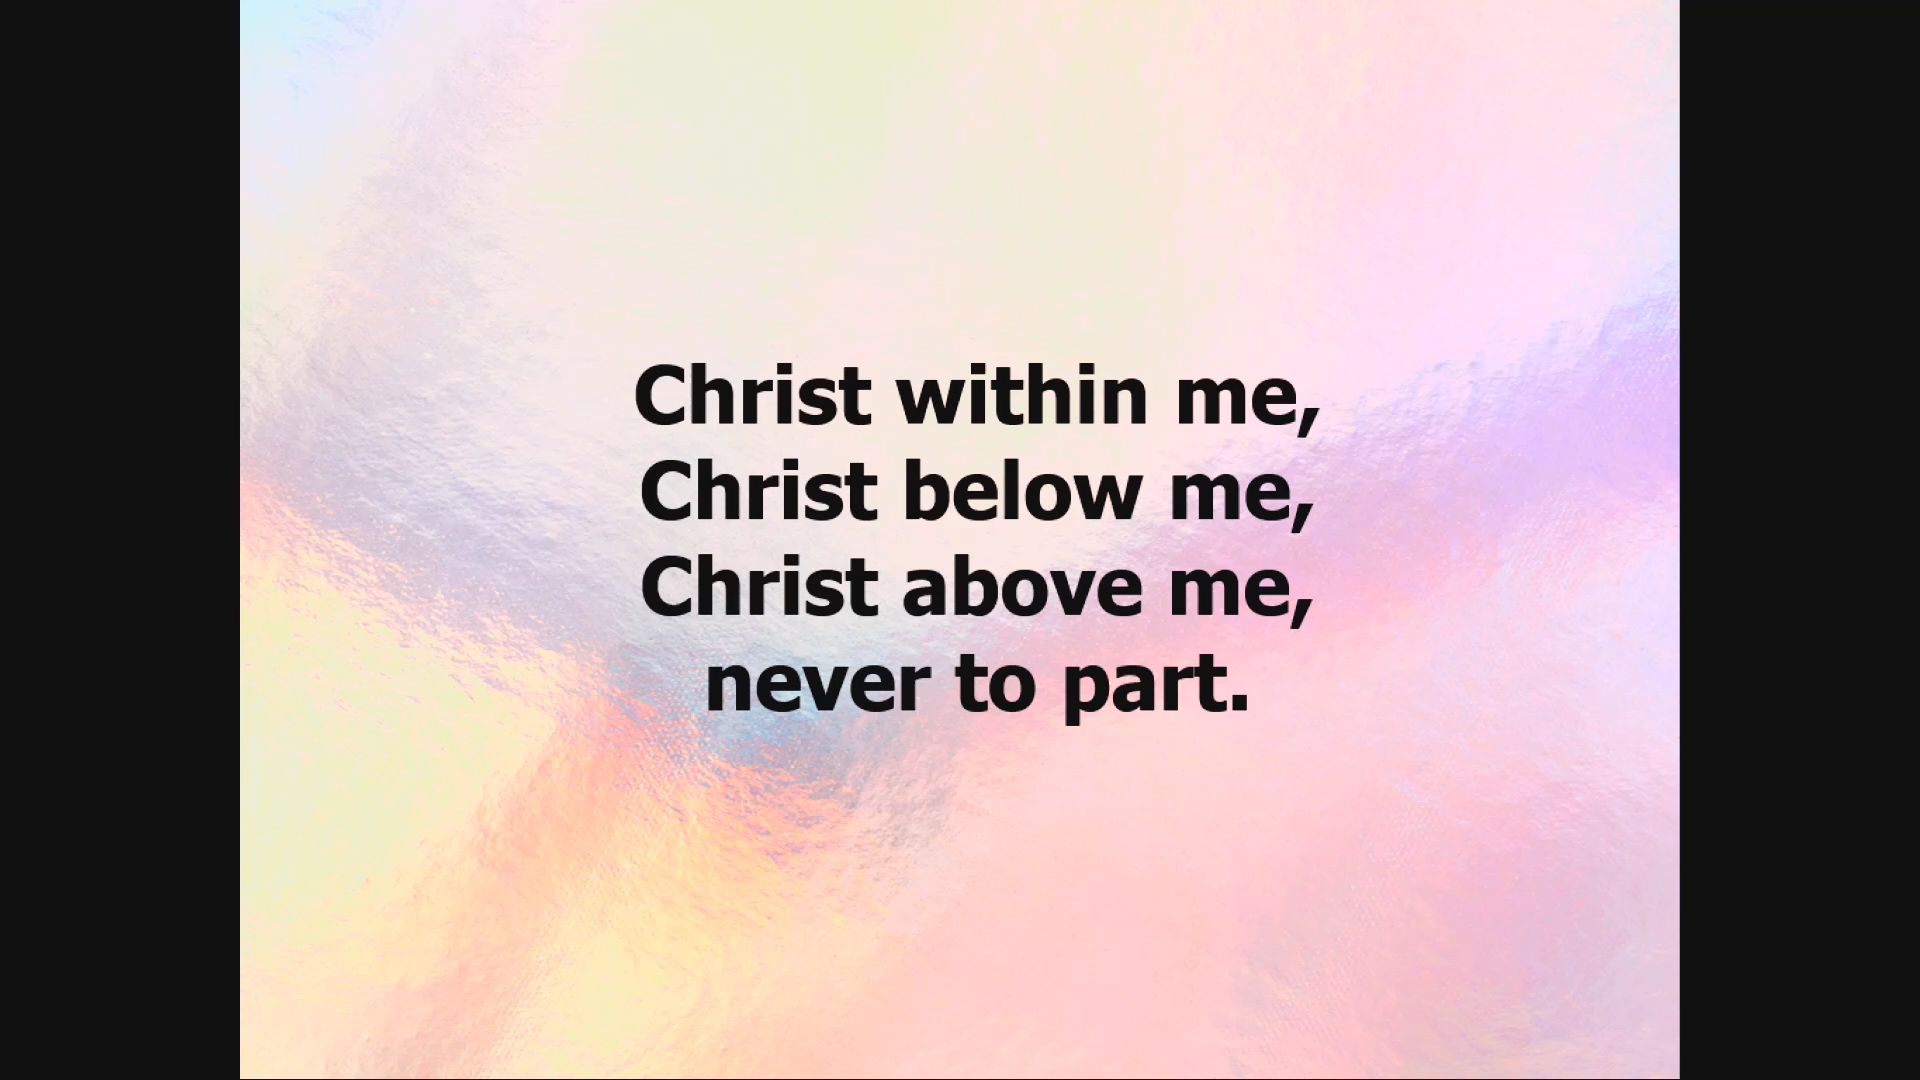 Christ within me,
Christ below me,
Christ above me,
never to part.